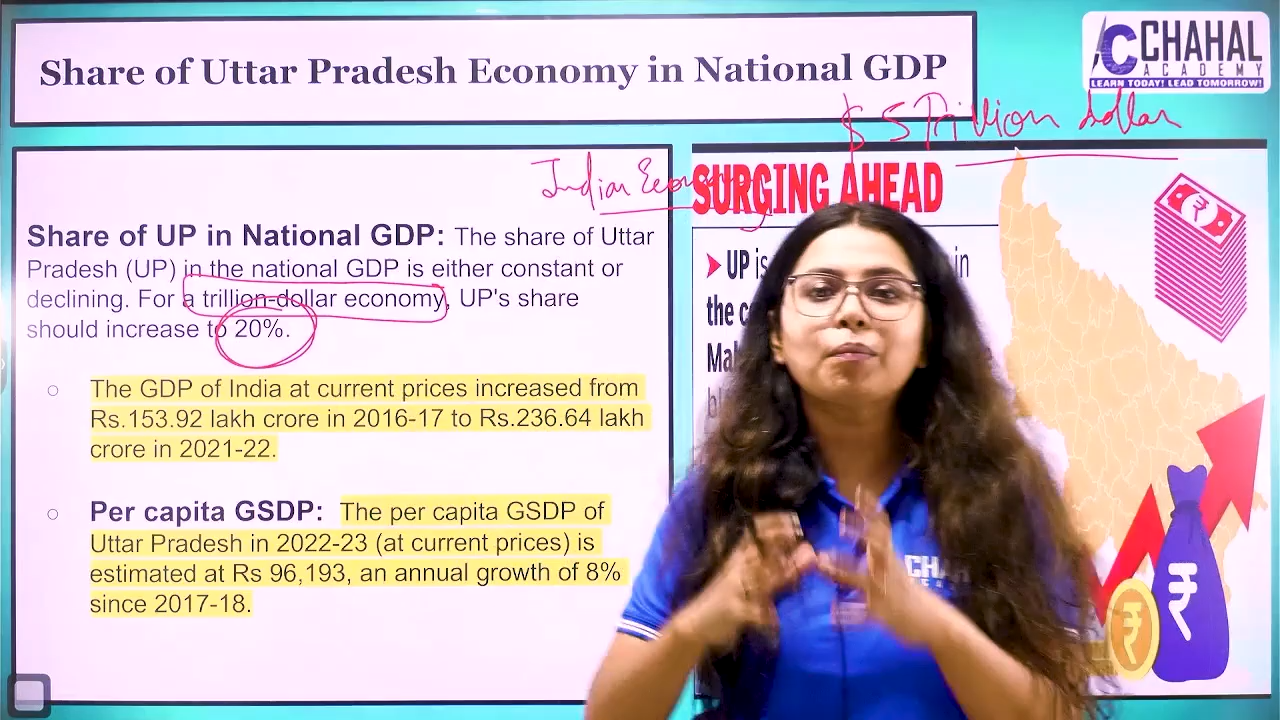 Share of Uttar Pradesh Economy in National GDP
CHAHAL
ACADEMY
LEARN TODAY! LEAD TOMORROW!
$ 5 Trillion dollar
Indian Economy
SURGING AHEAD
Share of UP in National GDP: The share of Uttar
Pradesh (UP) in the national GDP is either constant or
declining. For a trillion-dollar economy, UP's share
should increase to 20%.
The GDP of India at current prices increased from
Rs.153.92 lakh crore in 2016-17 to Rs.236.64 lakh
crore in 2021-22.
Per capita GSDP: The per capita GSDP of
Uttar Pradesh in 2022-23 (at current prices) is
estimated at Rs 96,193, an annual growth of 8%
since 2017-18.
UP is in
the
₹
₹
₹
CHAH